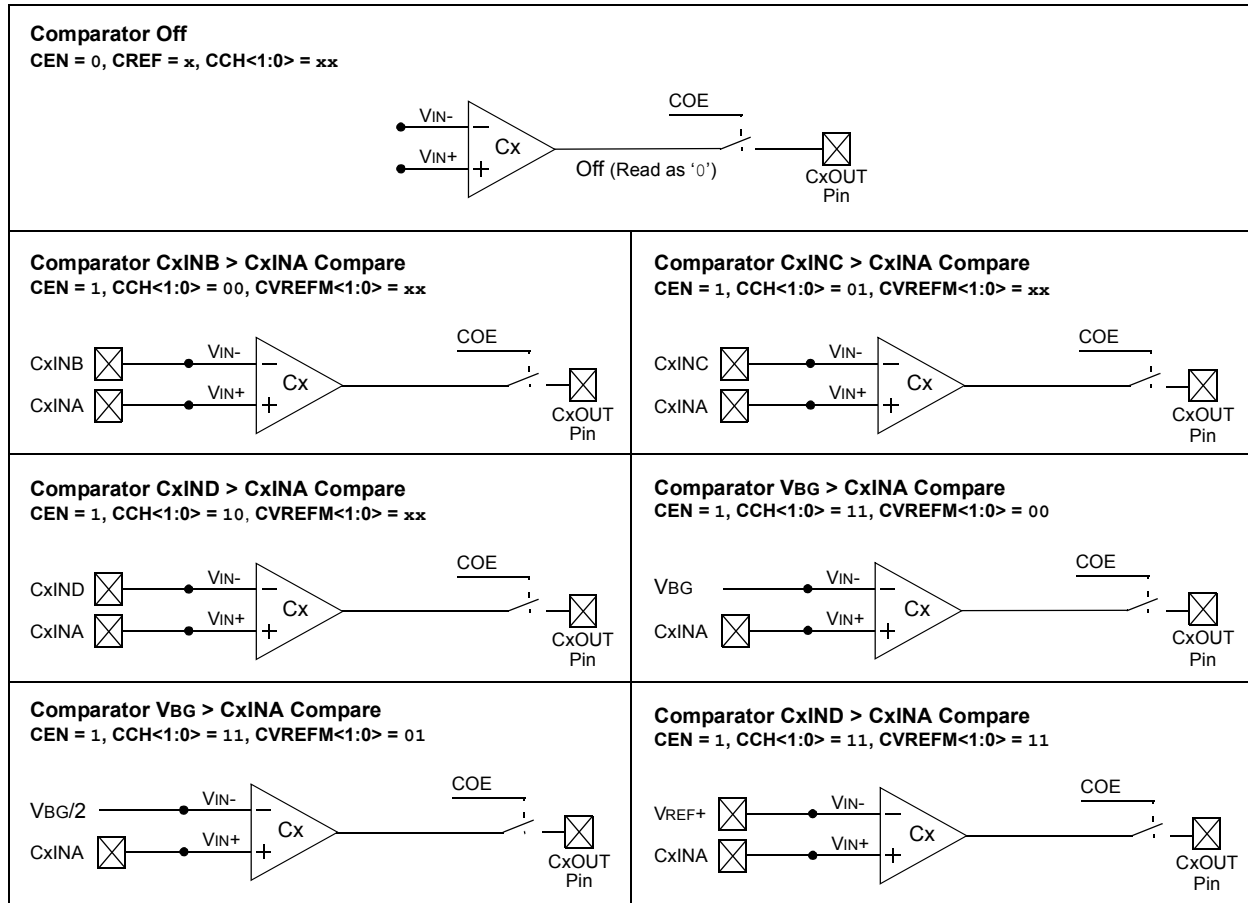 Comparator Off
CEN = 0, CREF = x, CCH<1:0> = xx
COE
VIN-
Cx
VIN+
Off (Read as ‘0’)
CxOUT
Pin
Comparator CxINB > CxINA Compare
CEN = 1, CCH<1:0> = 00, CVREFM<1:0> = xx
COE
CxINB
VIN-
Cx
CxINA
VIN+
CxOUT
Pin
Comparator CxINC > CxINA Compare
CEN = 1, CCH<1:0> = 01, CVREFM<1:0> = xx
COE
CxINC
VIN-
Cx
CxINA
VIN+
CxOUT
Pin
Comparator CxIND > CxINA Compare
CEN = 1, CCH<1:0> = 10, CVREFM<1:0> = xx
COE
CxIND
VIN-
Cx
CxINA
VIN+
CxOUT
Pin
Comparator VBG > CxINA Compare
CEN = 1, CCH<1:0> = 11, CVREFM<1:0> = 00
COE
VBG
VIN-
Cx
CxINA
VIN+
CxOUT
Pin
Comparator VBG > CxINA Compare
CEN = 1, CCH<1:0> = 11, CVREFM<1:0> = 01
COE
VBG/2
VIN-
Cx
CxINA
VIN+
CxOUT
Pin
Comparator CxIND > CxINA Compare
CEN = 1, CCH<1:0> = 11, CVREFM<1:0> = 11
COE
VREF+
VIN-
Cx
CxINA
VIN+
CxOUT
Pin